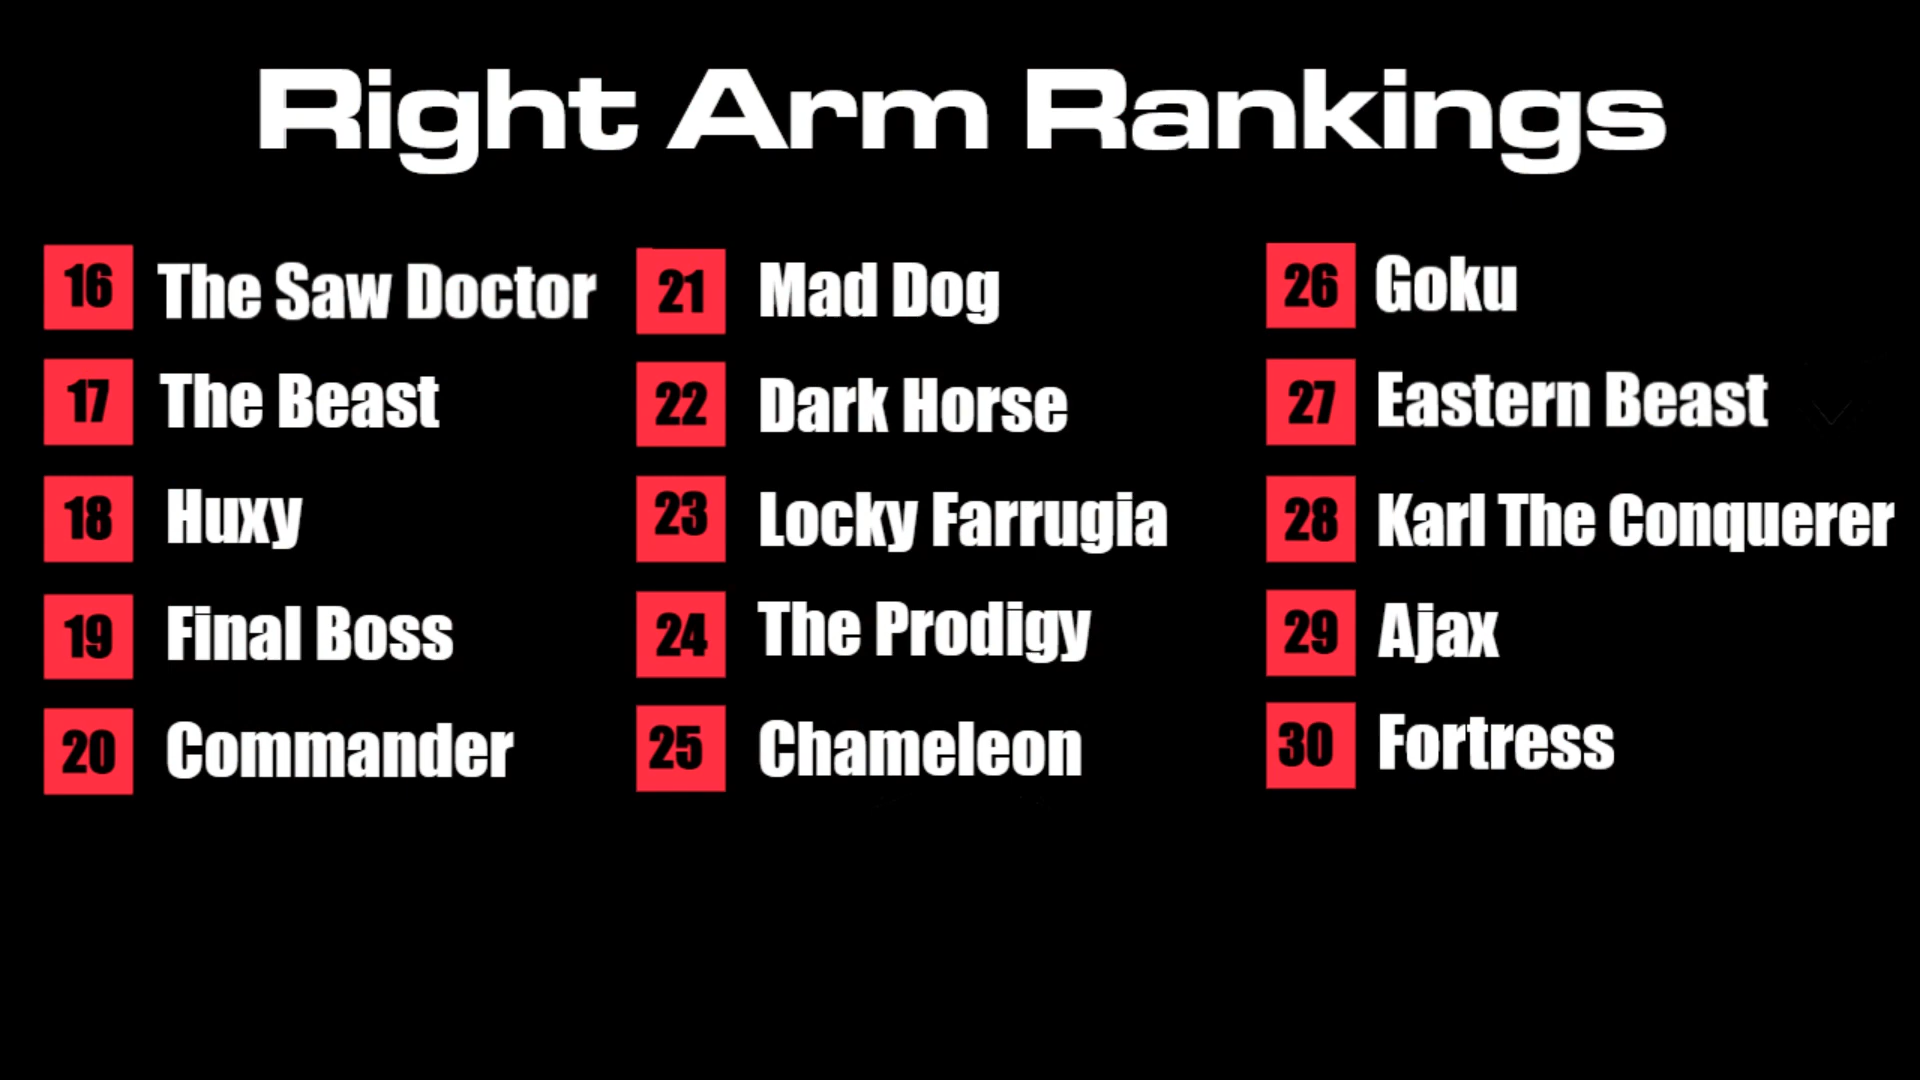 Right Arm Rankings
16 The Saw Doctor
17 The Beast
18 Huxy
19 Final Boss
20 Commander
21 Mad Dog
22 Dark Horse
23 Locky Farrugia
24 The Prodigy
25 Chameleon
26 Goku
27 Eastern Beast
28 Karl The Conquerer
29 Ajax
30 Fortress